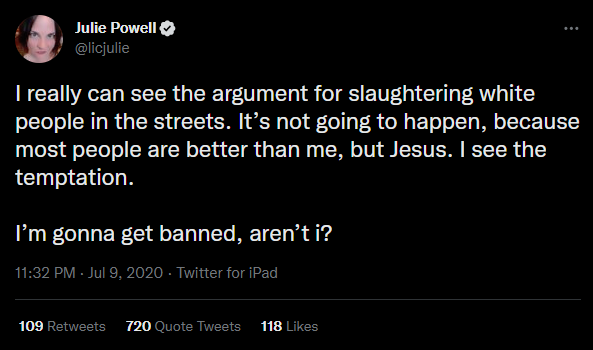 Julie Powell
@licjulie
I really can see the argument for slaughtering white
people in the streets. It’s not going to happen, because
most people are better than me, but Jesus. I see the
temptation.
I’m gonna get banned, aren’t i?
11:32 PM · Jul 9, 2020 · Twitter for iPad
109 Retweets 720 Quote Tweets 118 Likes